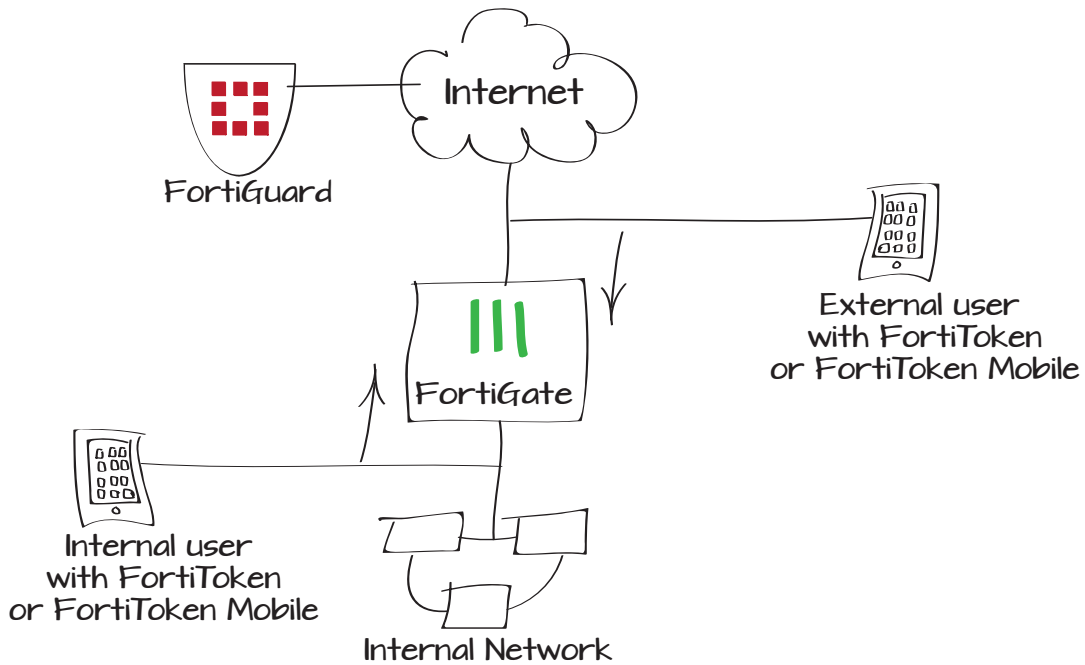 Internet
FortiGuard
External user
with FortiToken
or FortiToken Mobile
FortiGate
Internal user
with FortiToken
or FortiToken Mobile
Internal Network